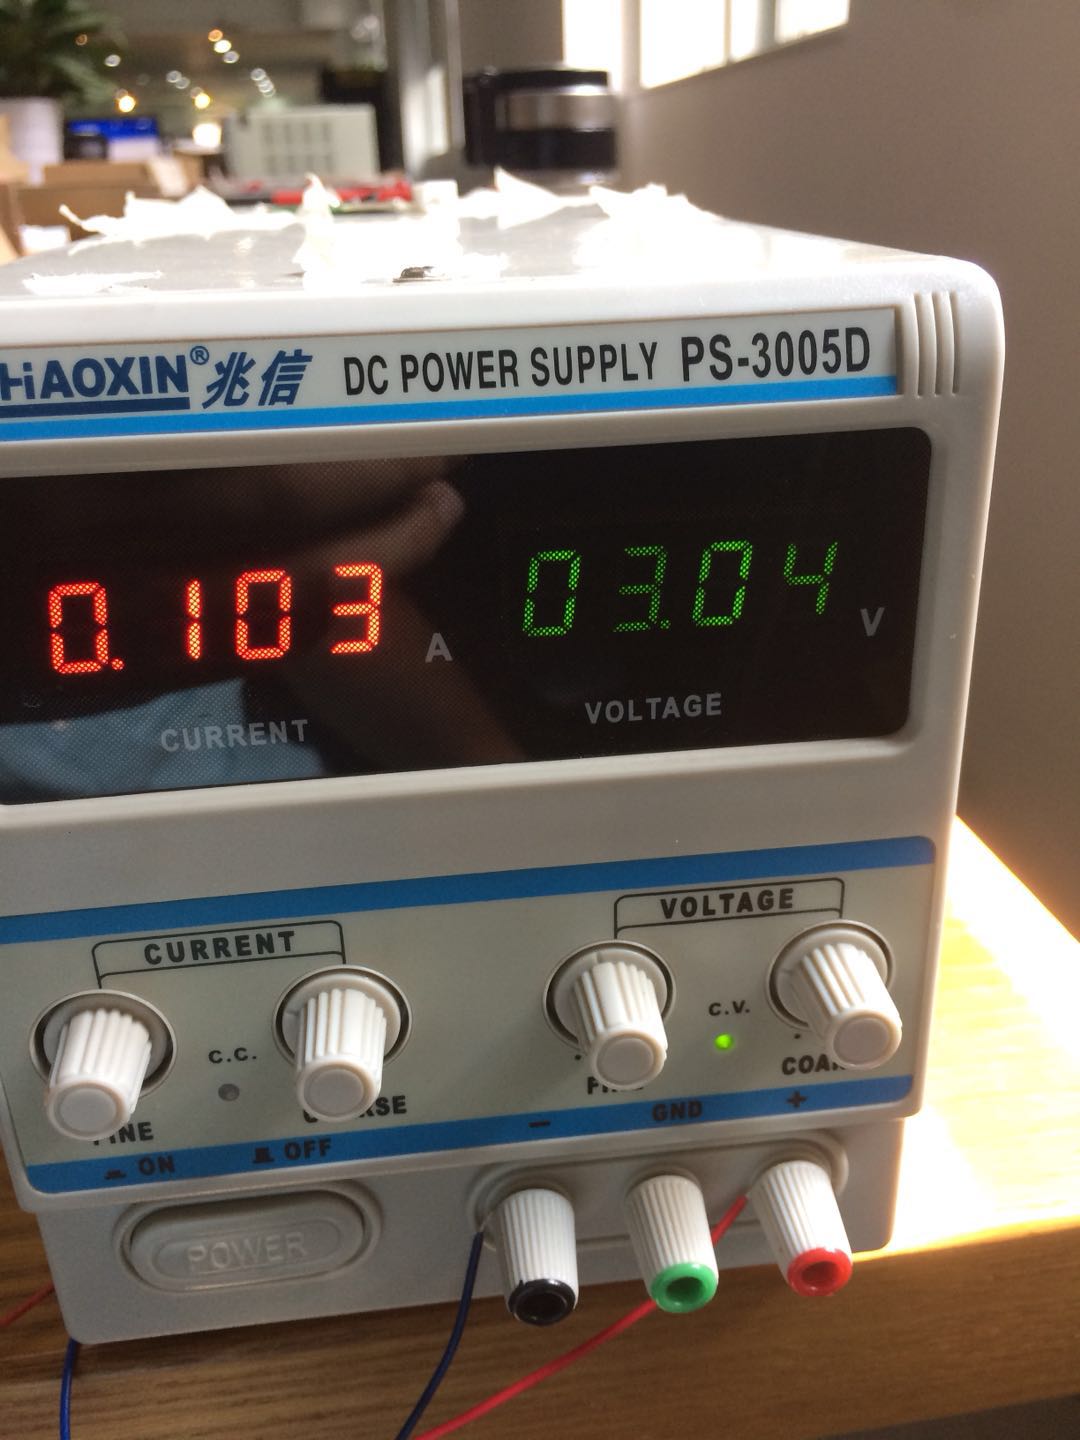 HAOXIN® 兆信 DC POWER SUPPLY PS-3005D
0.103 A 03.04 V
CURRENT VOLTAGE
CURRENT VOLTAGE
C.C. C.V.
FINE
ON OFF - GND +
POWER